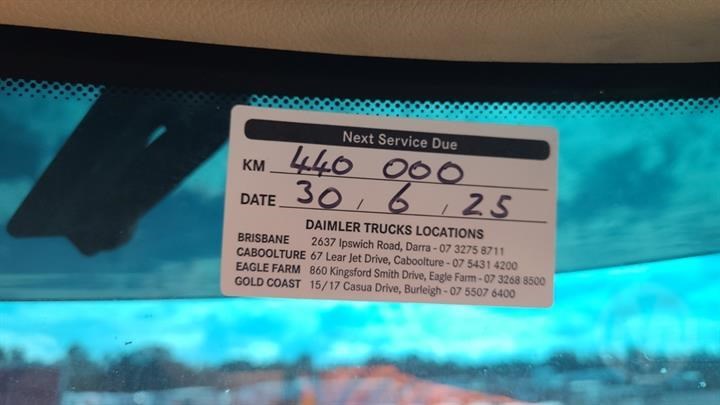 Next Service Due
KM 440 000
DATE 30 / 6 / 25
DAIMLER TRUCKS LOCATIONS
BRISBANE 2637 Ipswich Road, Darra - 07 3275 8711
CABOOLTURE 67 Lear Jet Drive, Caboolture - 07 5431 4200
EAGLE FARM 860 Kingsford Smith Drive, Eagle Farm - 07 3268 8500
GOLD COAST 15/17 Casua Drive, Burleigh - 07 5507 6400